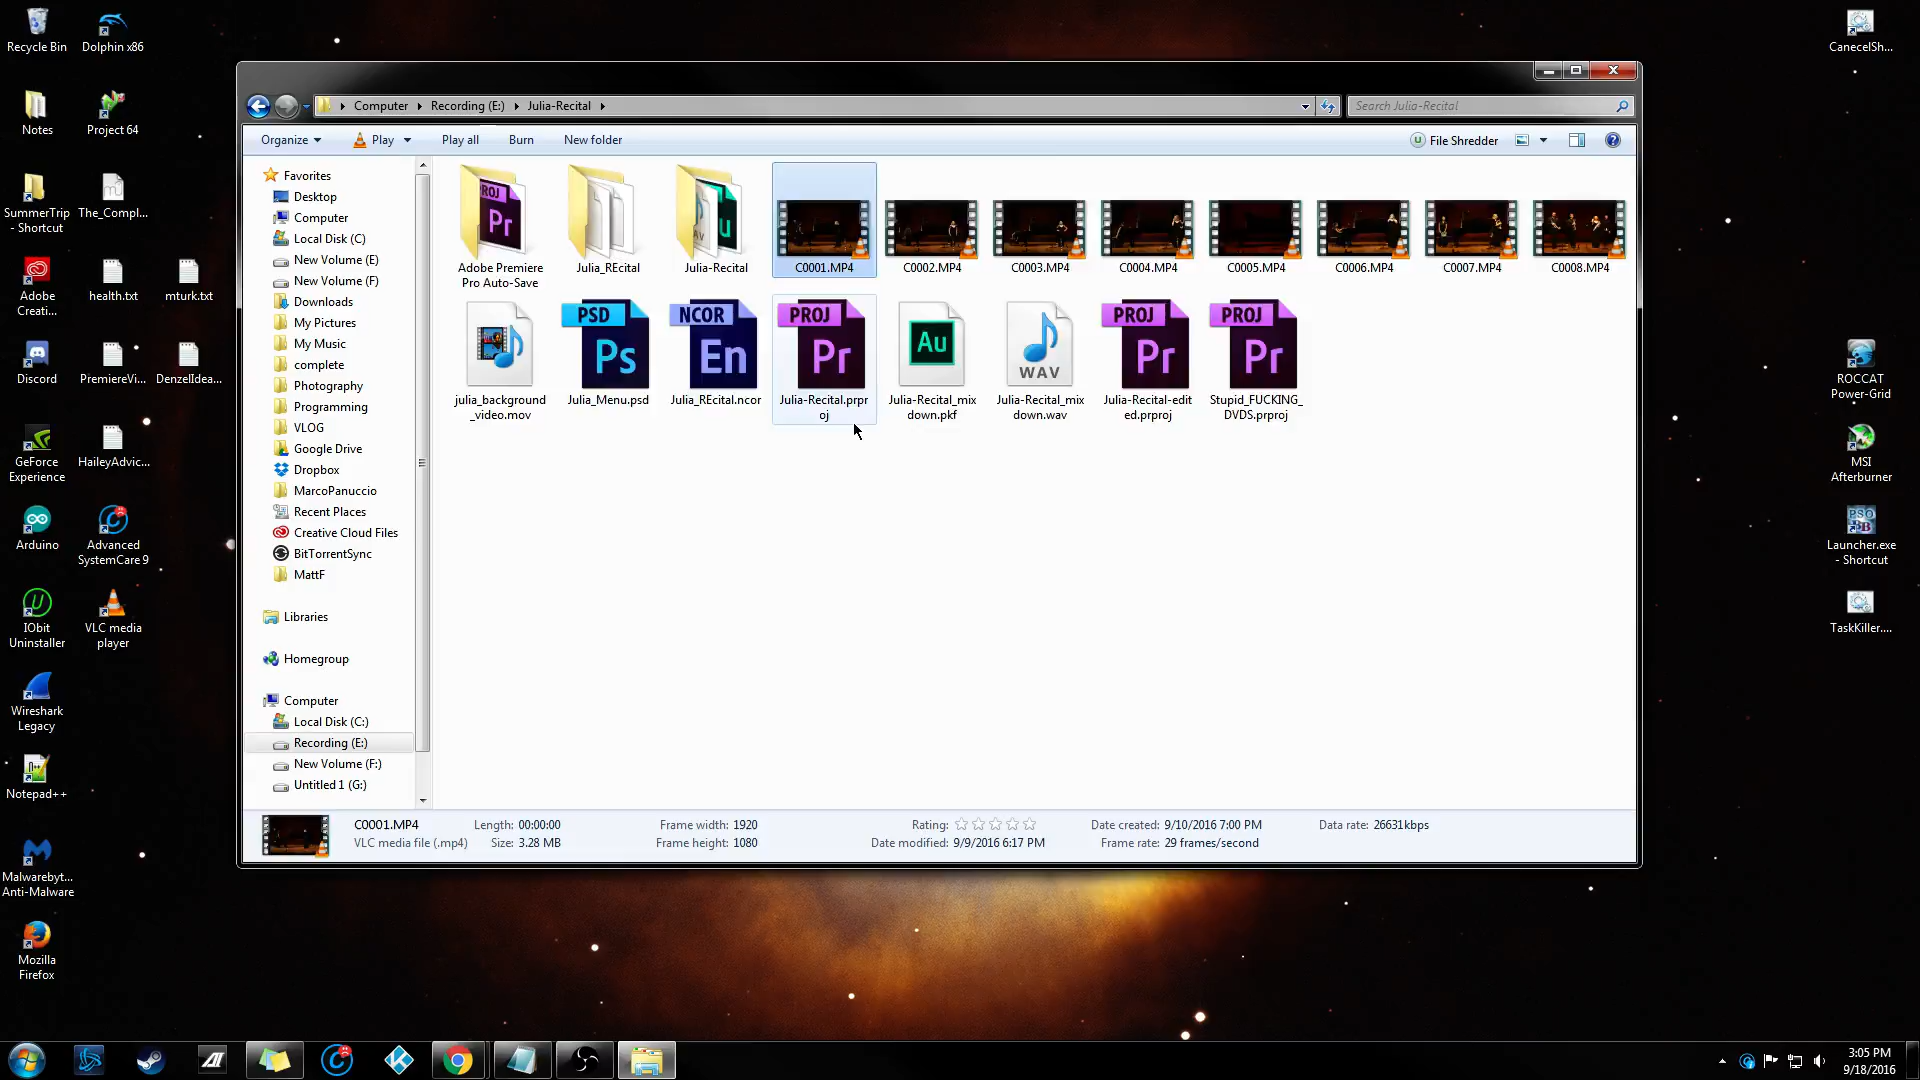 Recycle Bin
Dolphin x86
Notes
Project 64
SummerTrip
- Shortcut
The_Compl...
Adobe
Creati...
health.txt
mturk.txt
Discord
PremiereVi...
DenzelIdea...
GeForce
Experience
HaileyAdvic...
Arduino
Advanced
SystemCare 9
IObit
Uninstaller
VLC media
player
Wireshark
Legacy
Notepad++
Malwarebyt...
Anti-Malware
Mozilla
Firefox
Computer
Recording (E:)
Julia-Recital
Search Julia-Recital
Organize
Play
Play all
Burn
New folder
File Shredder
Favorites
Desktop
Computer
Local Disk (C)
New Volume (E)
New Volume (F)
Downloads
My Pictures
My Music
complete
Photography
Programming
VLOG
Google Drive
Dropbox
MarcoPanuccio
Recent Places
Creative Cloud Files
BitTorrentSync
MattF
Libraries
Homegroup
Computer
Local Disk (C:)
Recording (E:)
New Volume (F:)
Untitled 1 (G:)
PROJ
Pr
Adobe Premiere
Pro Auto-Save
Julia_REcital
WAV
Au
Julia-Recital
C0001.MP4
C0002.MP4
C0003.MP4
C0004.MP4
C0005.MP4
C0006.MP4
C0007.MP4
C0008.MP4
julia_background
_video.mov
PSD
Ps
Julia_Menu.psd
NCOR
En
Julia_REcital.ncor
PROJ
Pr
Julia-Recital.prpr
oj
Au
Julia-Recital_mix
down.pkf
WAV
Julia-Recital_mix
down.wav
PROJ
Pr
Julia-Recital-edit
ed.prproj
PROJ
Pr
Stupid_FUCKING_
DVDS.prproj
C0001.MP4
VLC media file (.mp4)
Length: 00:00:00
Size: 3.28 MB
Frame width: 1920
Frame height: 1080
Rating:
Date modified: 9/9/2016 6:17 PM
Date created: 9/10/2016 7:00 PM
Frame rate: 29 frames/second
Data rate: 26631kbps
CanecelSh...
ROCCAT
Power-Grid
MSI
Afterburner
PSO
BB
Launcher.exe
- Shortcut
TaskKiller....
3:05 PM
9/18/2016